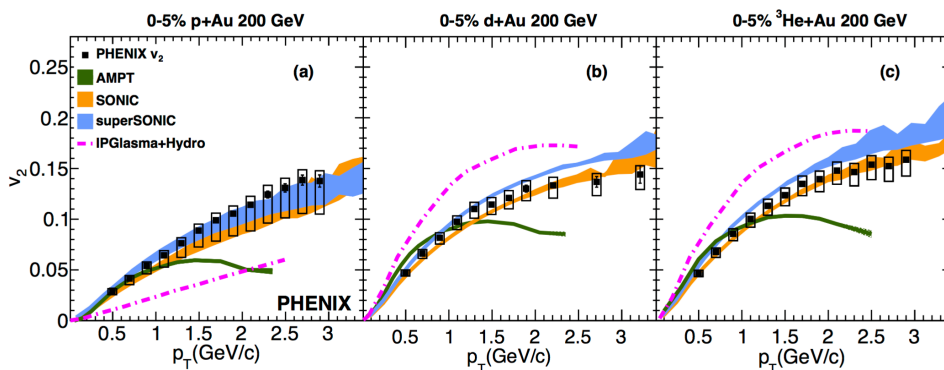 0-5% p+Au 200 GeV
0-5% d+Au 200 GeV
0-5% ³He+Au 200 GeV
(a)
(b)
(c)
PHENIX v₂
AMPT
SONIC
superSONIC
IPGlasma+Hydro
v₂
0.25
0.2
0.15
0.1
0.05
0
PHENIX
0.5 1 1.5 2 2.5 3
0.5 1 1.5 2 2.5 3
0.5 1 1.5 2 2.5 3
p_T(GeV/c)
p_T(GeV/c)
p_T(GeV/c)